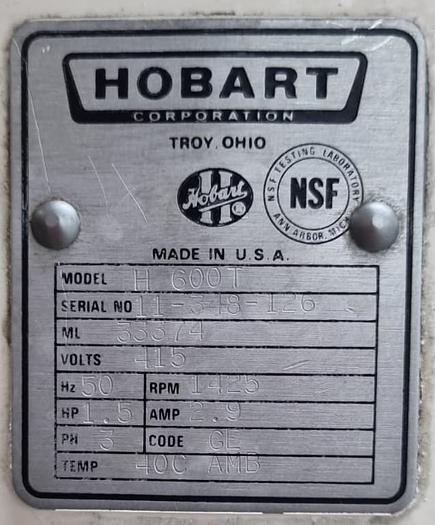 HOBART
CORPORATION
TROY, OHIO
Hobart ®
NSF TESTING LABORATORY
NSF
ANN ARBOR, MICH.
MADE IN U.S.A.
MODEL H 600T
SERIAL NO 11-348-126
ML 33374
VOLTS 415
Hz 50 RPM 1425
HP 1.5 AMP 2.9
PH 3 CODE GE
TEMP 40C AMB